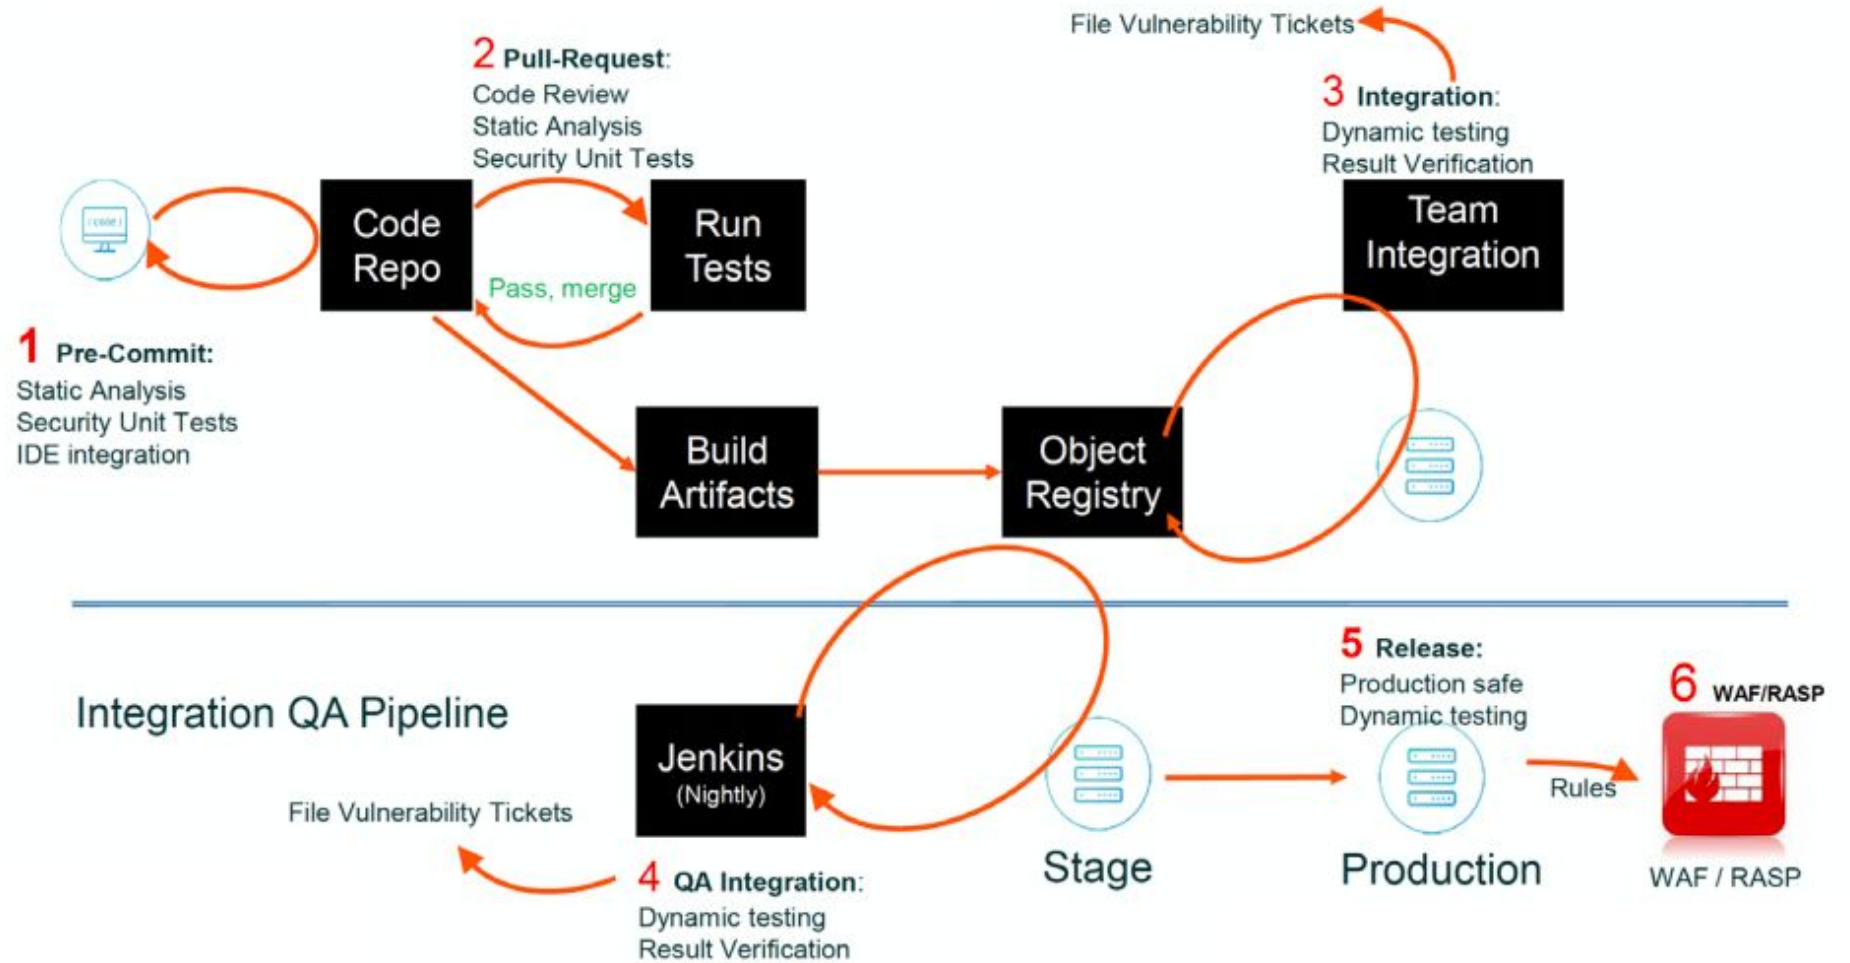 File Vulnerability Tickets
2 Pull-Request:
Code Review
Static Analysis
Security Unit Tests
3 Integration:
Dynamic testing
Result Verification
Code
Repo
Run
Tests
Team
Integration
Pass, merge
1 Pre-Commit:
Static Analysis
Security Unit Tests
IDE integration
Build
Artifacts
Object
Registry
Integration QA Pipeline
Jenkins
(Nightly)
File Vulnerability Tickets
4 QA Integration:
Dynamic testing
Result Verification
Stage
5 Release:
Production safe
Dynamic testing
Production
Rules
6 WAF/RASP
WAF / RASP